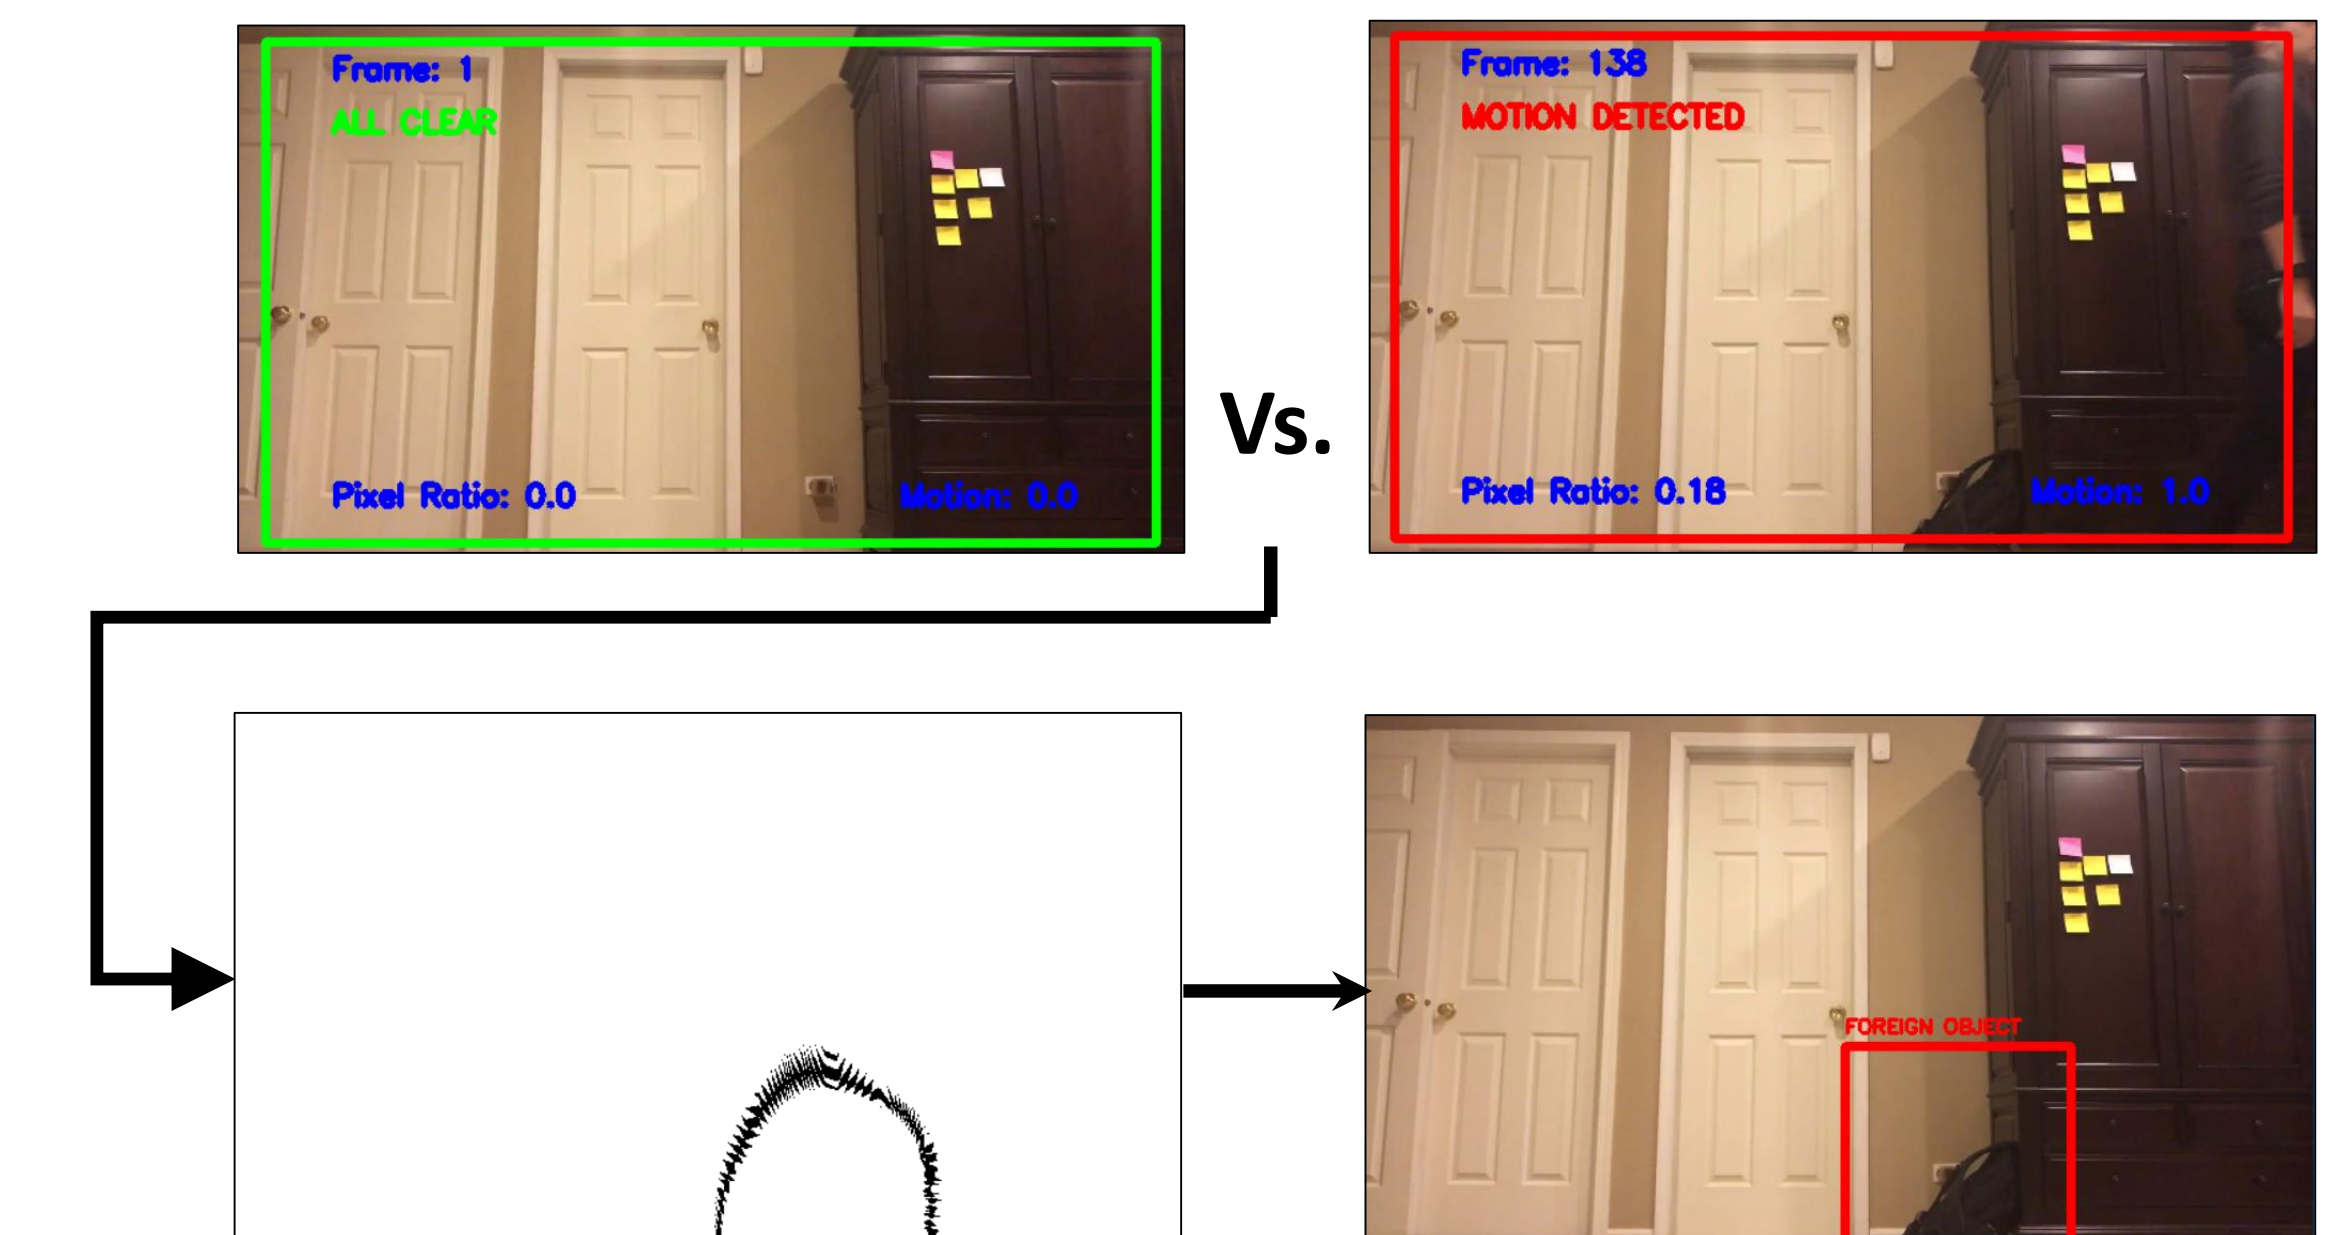 Frame: 1
ALL CLEAR
Pixel Ratio: 0.0
Motion: 0.0
Vs.
Frame: 138
MOTION DETECTED
Pixel Ratio: 0.18
Motion: 1.0
FOREIGN OBJECT